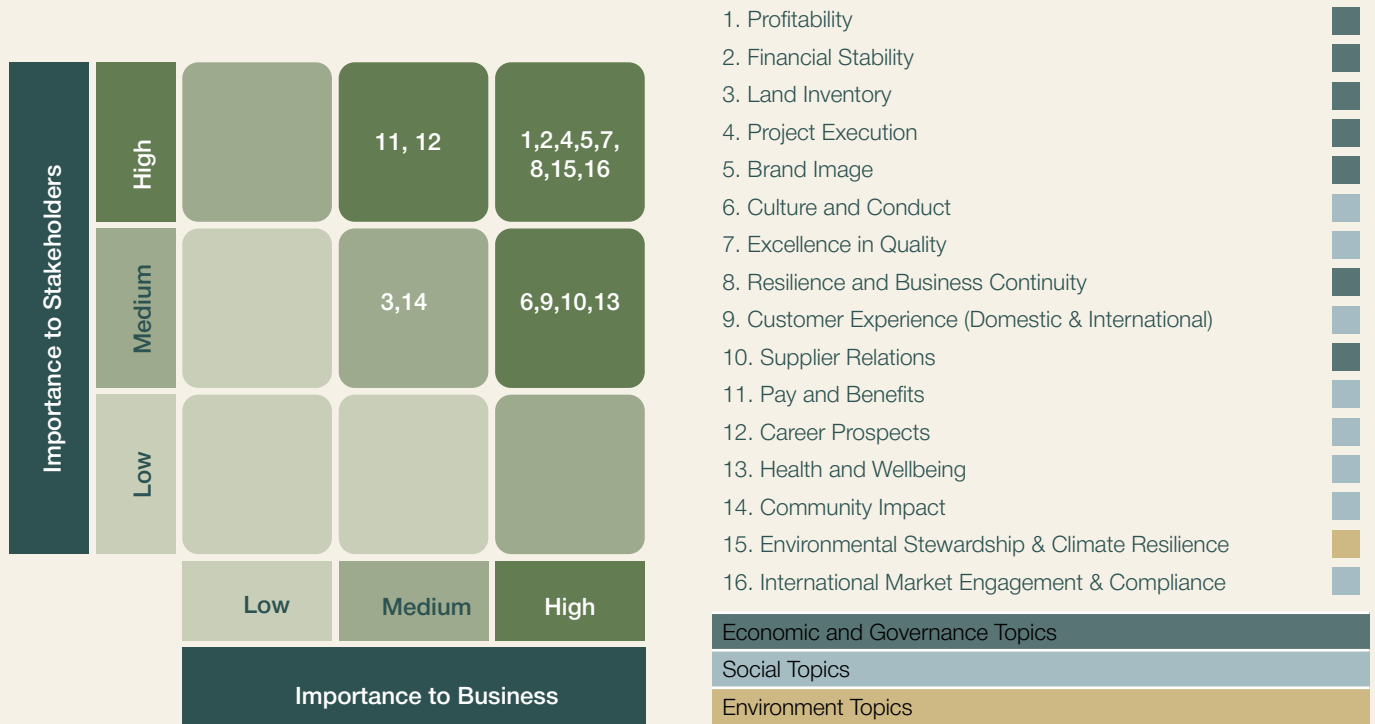 Importance to Stakeholders
High
Medium
Low
11, 12
1,2,4,5,7,
8,15,16
3,14
6,9,10,13
Low
Medium
High
Importance to Business
1. Profitability
2. Financial Stability
3. Land Inventory
4. Project Execution
5. Brand Image
6. Culture and Conduct
7. Excellence in Quality
8. Resilience and Business Continuity
9. Customer Experience (Domestic & International)
10. Supplier Relations
11. Pay and Benefits
12. Career Prospects
13. Health and Wellbeing
14. Community Impact
15. Environmental Stewardship & Climate Resilience
16. International Market Engagement & Compliance
Economic and Governance Topics
Social Topics
Environment Topics